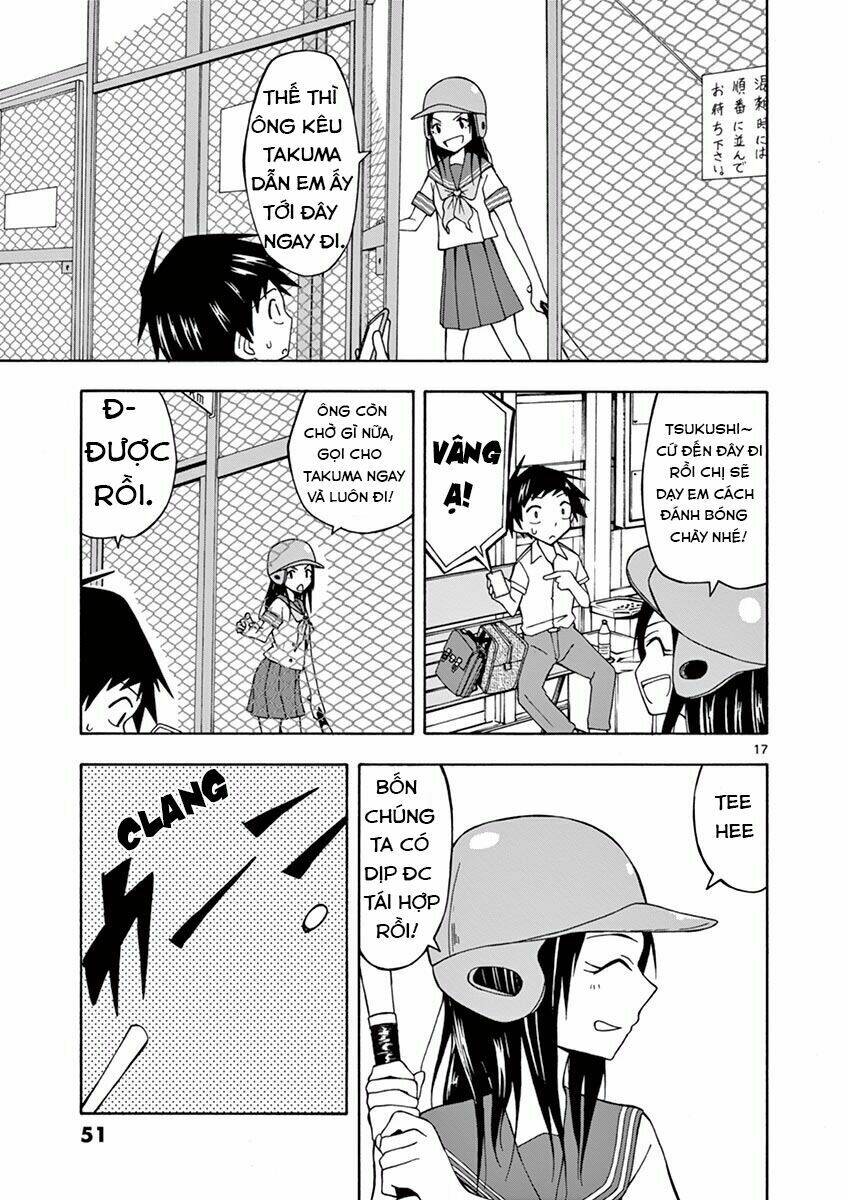 混雑時には
順番に並んで
お待ち下さい。
THẾ THÌ
ÔNG KÊU
TAKUMA
DẪN EM ẤY
TỚI ĐÂY
NGAY ĐI.
TSUKUSHI~
CỨ ĐẾN ĐÂY ĐI
RỒI CHỊ SẼ
DẠY EM CÁCH
ĐÁNH BÓNG
CHÀY NHÉ!
VÂNG
Ạ!
ÔNG CÒN
CHỜ GÌ NỮA,
GỌI CHO
TAKUMA NGAY
VÀ LUÔN ĐI!
Đ-
ĐƯỢC
RỒI.
17
TEE
HEE
BỐN
CHÚNG
TA CÓ
DỊP ĐC
TÁI HỢP
RỒI!
CLANG
51